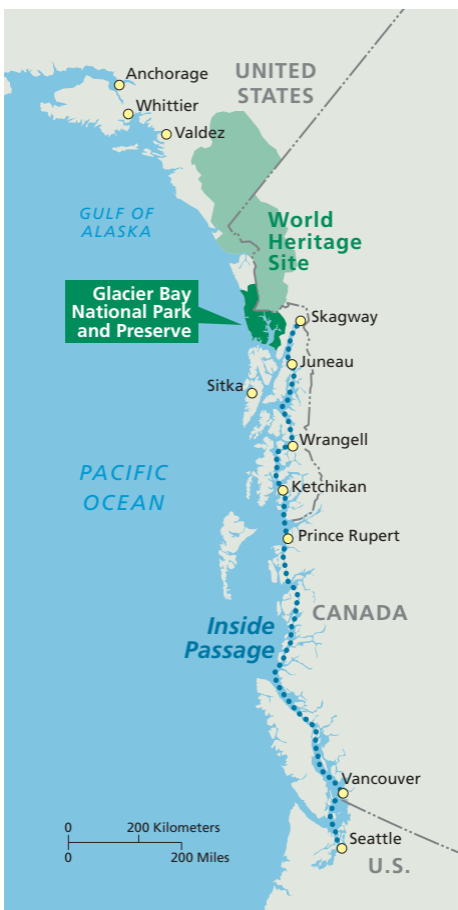 Anchorage
UNITED
STATES
Whittier
Valdez
GULF OF
ALASKA
World
Heritage
Site
Glacier Bay
National Park
and Preserve
Skagway
Juneau
Sitka
Wrangell
PACIFIC
OCEAN
Ketchikan
Prince Rupert
CANADA
Inside
Passage
Vancouver
0 200 Kilometers
0 200 Miles
Seattle
U.S.